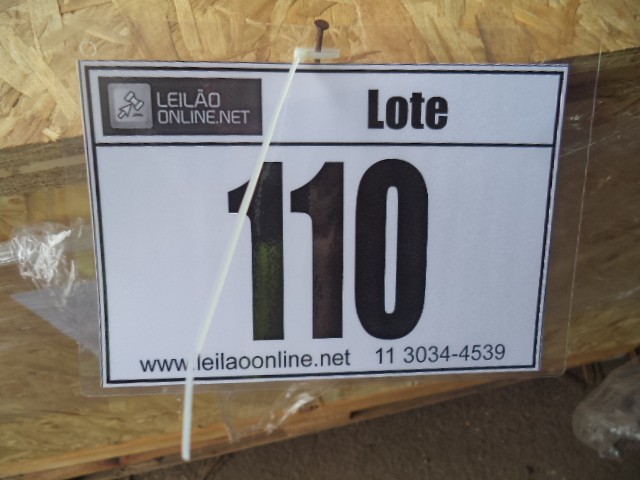 LEILÃO
ONLINE.NET
Lote
110
www.leilaoonline.net 11 3034-4539